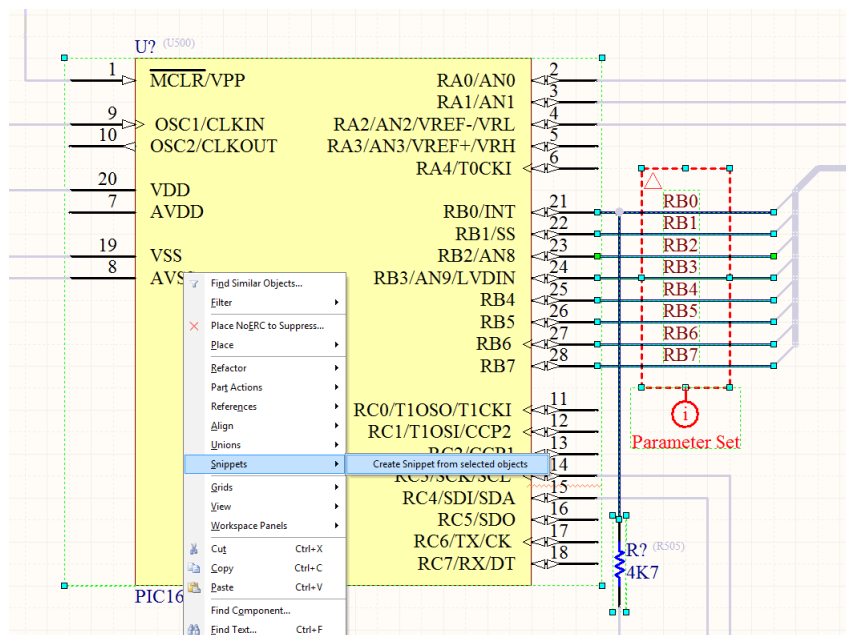 U? (U500)
1 MCLR/VPP RA0/AN0 2
RA1/AN1 3
9 OSC1/CLKIN RA2/AN2/VREF-/VRL 4
10 OSC2/CLKOUT RA3/AN3/VREF+/VRH 5
RA4/T0CKI 6
20 VDD
7 AVDD RB0/INT 21 RB0
RB1/SS 22 RB1
19 VSS RB2/AN8 23 RB2
8 AVS RB3/AN9/LVDIN 24 RB3
RB4 25 RB4
RB5 26 RB5
RB6 27 RB6
RB7 28 RB7
Find Similar Objects...
Filter
Place NoERC to Suppress...
Place
Refactor
Part Actions
References
Align
Unions
Snippets
Create Snippet from selected objects
Grids
View
Workspace Panels
Cut Ctrl+X
Copy Ctrl+C
Paste Ctrl+V
Find Component...
Find Text... Ctrl+F
RC0/T1OSO/T1CKI 11
RC1/T1OSI/CCP2 12
RC2/CCP1 13
RC3/SCK/SCL 14
RC4/SDI/SDA 15
RC5/SDO 16
RC6/TX/CK 17
RC7/RX/DT 18
i
Parameter Set
R? (R505)
4K7
PIC16